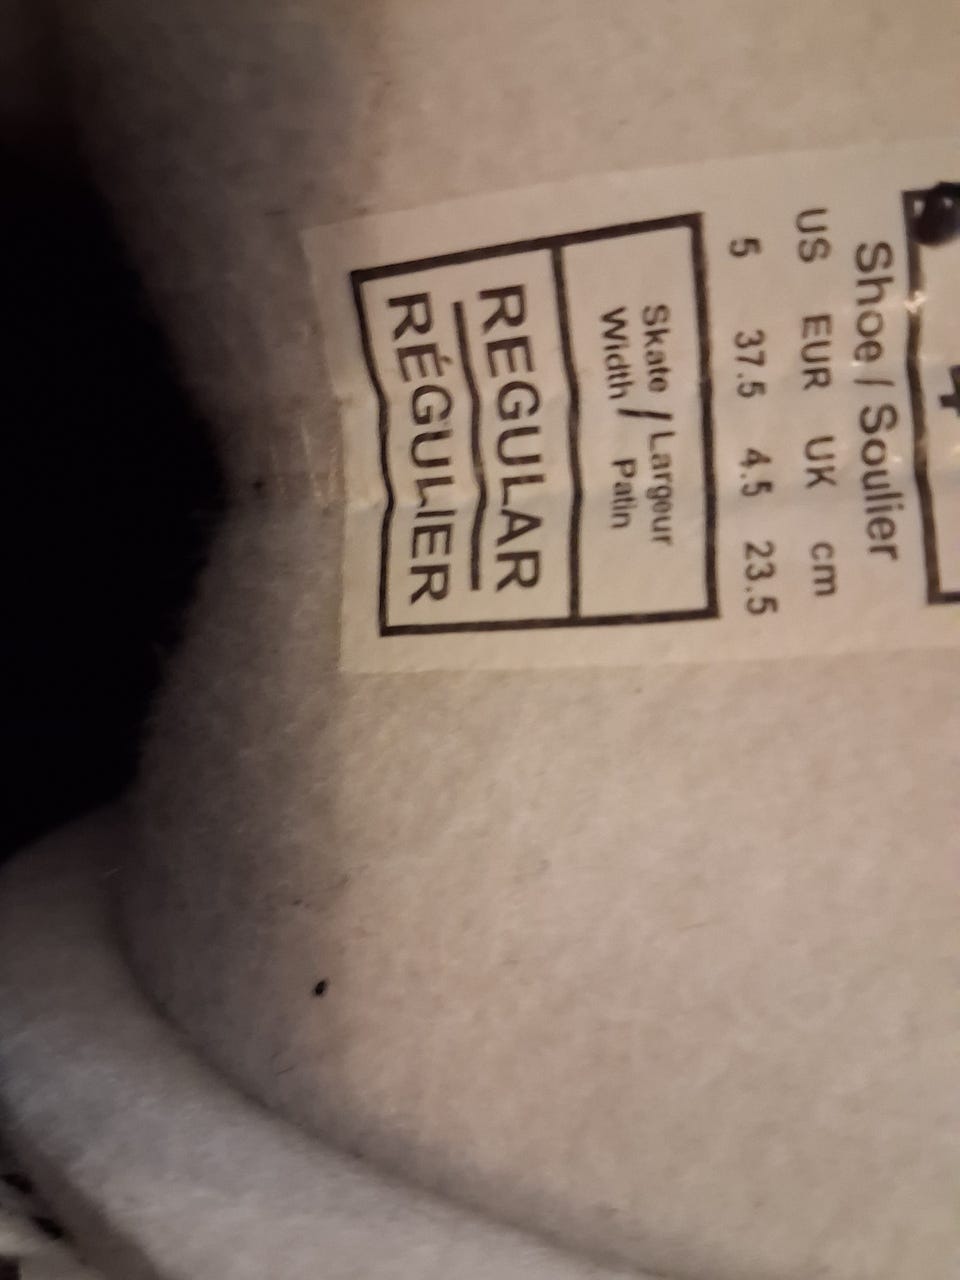 4
Shoe / Soulier
US EUR UK cm
5 37.5 4.5 23.5
Skate / Largeur
Width Patin
REGULAR
RÉGULIER